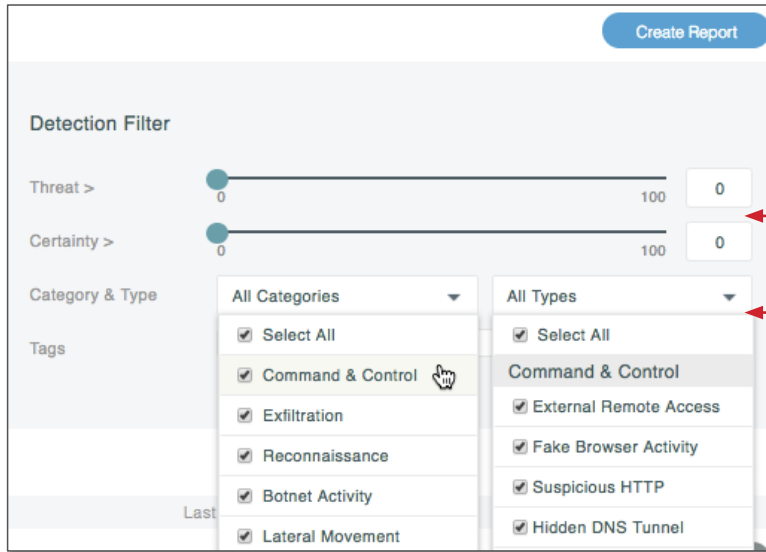 Create Report
Detection Filter
Threat >
0
100
0
Certainty >
0
100
0
Category & Type
All Categories
All Types
Tags
Select All
Command & Control
Exfiltration
Reconnaissance
Botnet Activity
Lateral Movement
Select All
Command & Control
External Remote Access
Fake Browser Activity
Suspicious HTTP
Hidden DNS Tunnel
Last